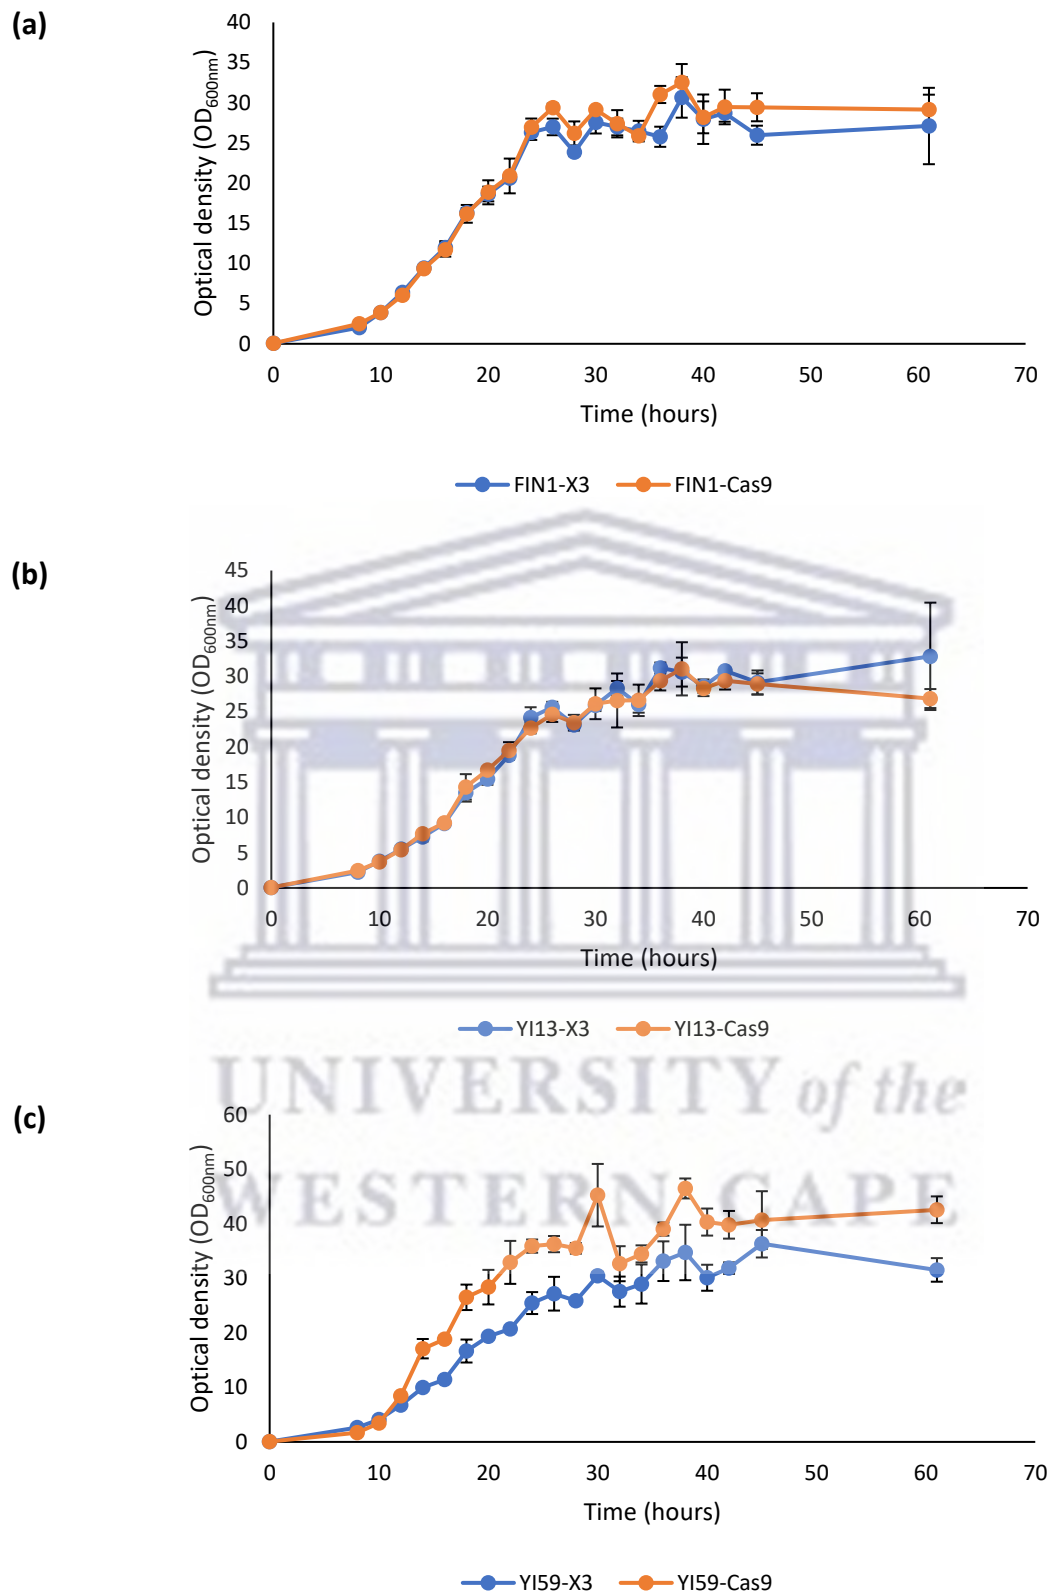 (a)
40
35
30
25
20
15
10
5
0
Optical density (OD600nm)
0 10 20 30 40 50 60 70
Time (hours)
FIN1-X3 FIN1-Cas9
(b)
45
40
35
30
25
20
15
10
5
0
Optical density (OD600nm)
0 10 20 30 40 50 60 70
Time (hours)
YI13-X3 YI13-Cas9
UNIVERSITY of the
(c)
60
50
40
30
20
10
0
Optical density (OD600nm)
WESTERN CAPE
0 10 20 30 40 50 60 70
Time (hours)
YI59-X3 YI59-Cas9